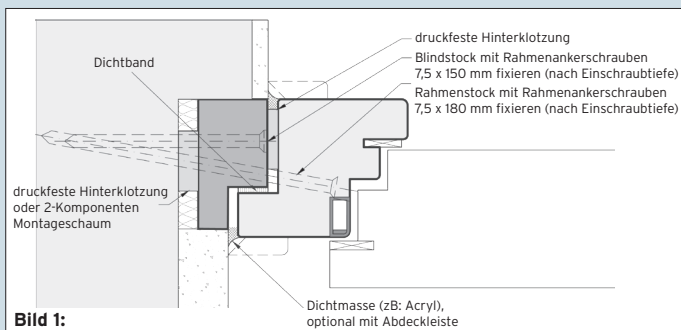 druckfeste Hinterklotzung
Dichtband
Blindstock mit Rahmenankerschrauben
7,5 x 150 mm fixieren (nach Einschraubtiefe)
Rahmenstock mit Rahmenankerschrauben
7,5 x 180 mm fixieren (nach Einschraubtiefe)
druckfeste Hinterklotzung
oder 2-Komponenten
Montageschaum
Dichtmasse (zB: Acryl),
optional mit Abdeckleiste
Bild 1: